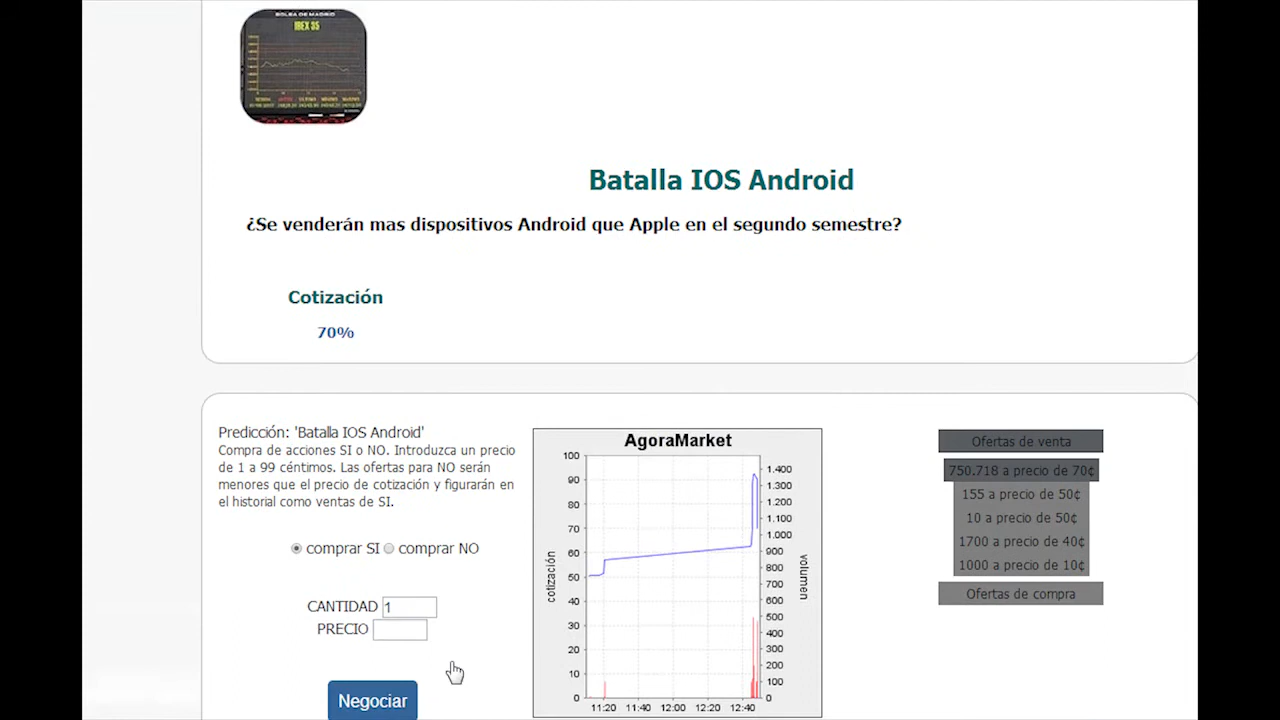 BOLSA DE MADRID
IBEX 35
Batalla IOS Android
¿Se venderán mas dispositivos Android que Apple en el segundo semestre?
Cotización
70%
Predicción: 'Batalla IOS Android'
Compra de acciones SI o NO. Introduzca un precio
de 1 a 99 céntimos. Las ofertas para NO serán
menores que el precio de cotización y figurarán en
el historial como ventas de SI.
comprar SI comprar NO
CANTIDAD 1
PRECIO
Negociar
AgoraMarket
100
90
80
70
60
50
40
30
20
10
0
cotización
1.400
1.300
1.200
1.100
1.000
900
800
700
600
500
400
300
200
100
0
volumen
11:20 11:40 12:00 12:20 12:40
Ofertas de venta
750.718 a precio de 70¢
155 a precio de 50¢
10 a precio de 50¢
1700 a precio de 40¢
1000 a precio de 10¢
Ofertas de compra